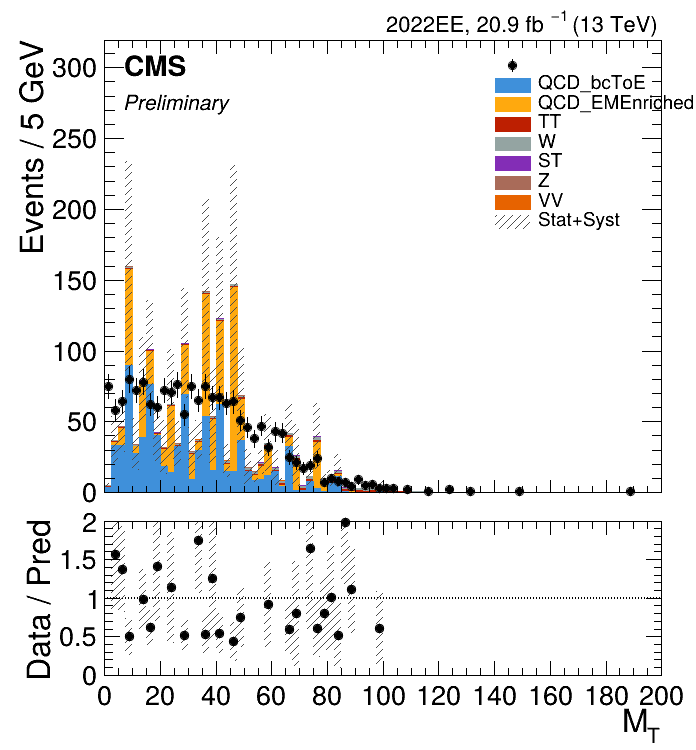 2022EE, 20.9 fb -1 (13 TeV)
Events / 5 GeV
300
250
200
150
100
50
0
CMS
Preliminary
QCD_bcToE
QCD_EMEnriched
TT
W
ST
Z
VV
Stat+Syst
Data / Pred
2
1.5
1
0.5
0
0 20 40 60 80 100 120 140 160 180 200
M_T